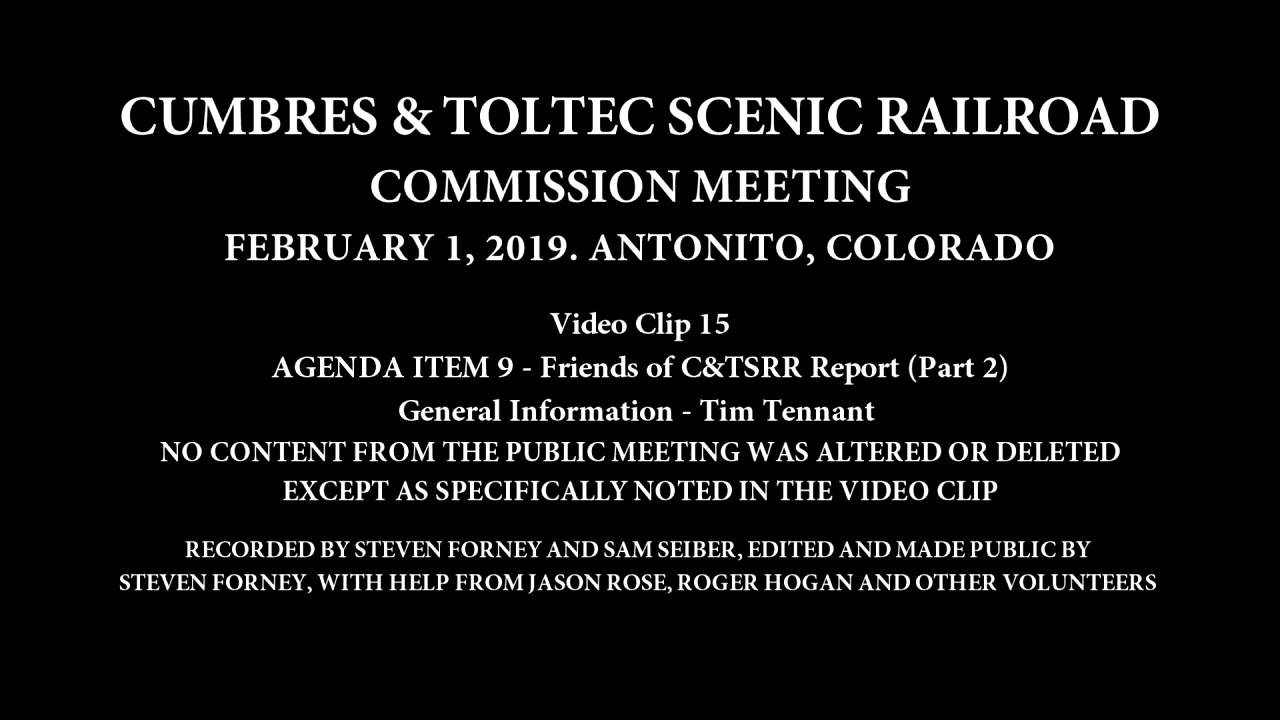 CUMBRES & TOLTEC SCENIC RAILROAD
COMMISSION MEETING
FEBRUARY 1, 2019. ANTONITO, COLORADO
Video Clip 15
AGENDA ITEM 9 - Friends of C&TSRR Report (Part 2)
General Information - Tim Tennant
NO CONTENT FROM THE PUBLIC MEETING WAS ALTERED OR DELETED
EXCEPT AS SPECIFICALLY NOTED IN THE VIDEO CLIP
RECORDED BY STEVEN FORNEY AND SAM SEIBER, EDITED AND MADE PUBLIC BY
STEVEN FORNEY, WITH HELP FROM JASON ROSE, ROGER HOGAN AND OTHER VOLUNTEERS